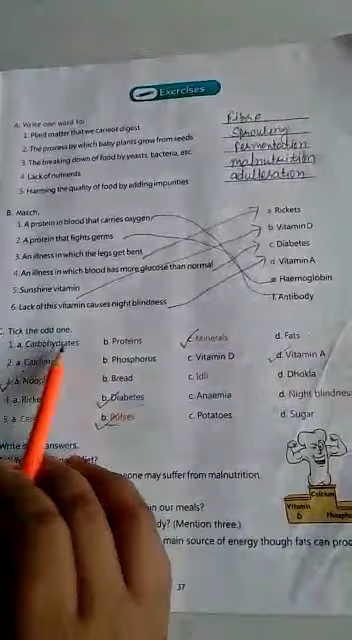 Exercises
A. Write one word for
1. Plant matter that we cannot digest Fibre
2. The process by which baby plants grow from seeds Sprouting
3. The breaking down of food by yeasts, bacteria, etc. Fermentation
4. Lack of nutrients malnutrition
5. Harming the quality of food by adding impurities adulteration
B. Match.
1. A protein in blood that carries oxygen a. Rickets
2. A protein that fights germs b. Vitamin D
3. An illness in which the legs get bent c. Diabetes
4. An illness in which blood has more glucose than normal d. Vitamin A
5. Sunshine vitamin e. Haemoglobin
6. Lack of this vitamin causes night blindness f. Antibody
C. Tick the odd one.
1. a. Carbohydrates b. Proteins c. Minerals d. Fats
2. a. b. Phosphorus c. Vitamin D d. Vitamin A
b. Bread c. Idli d. Dhokla
4. a. b. Diabetes c. Anaemia d. Night blindness
5. a. b. Pulses c. Potatoes d. Sugar
Write answers.
one may suffer from malnutrition.
in our meals?
dy? (Mention three.)
main source of energy though fats can prod
Calcium
Vitamin
D
Phosph
37